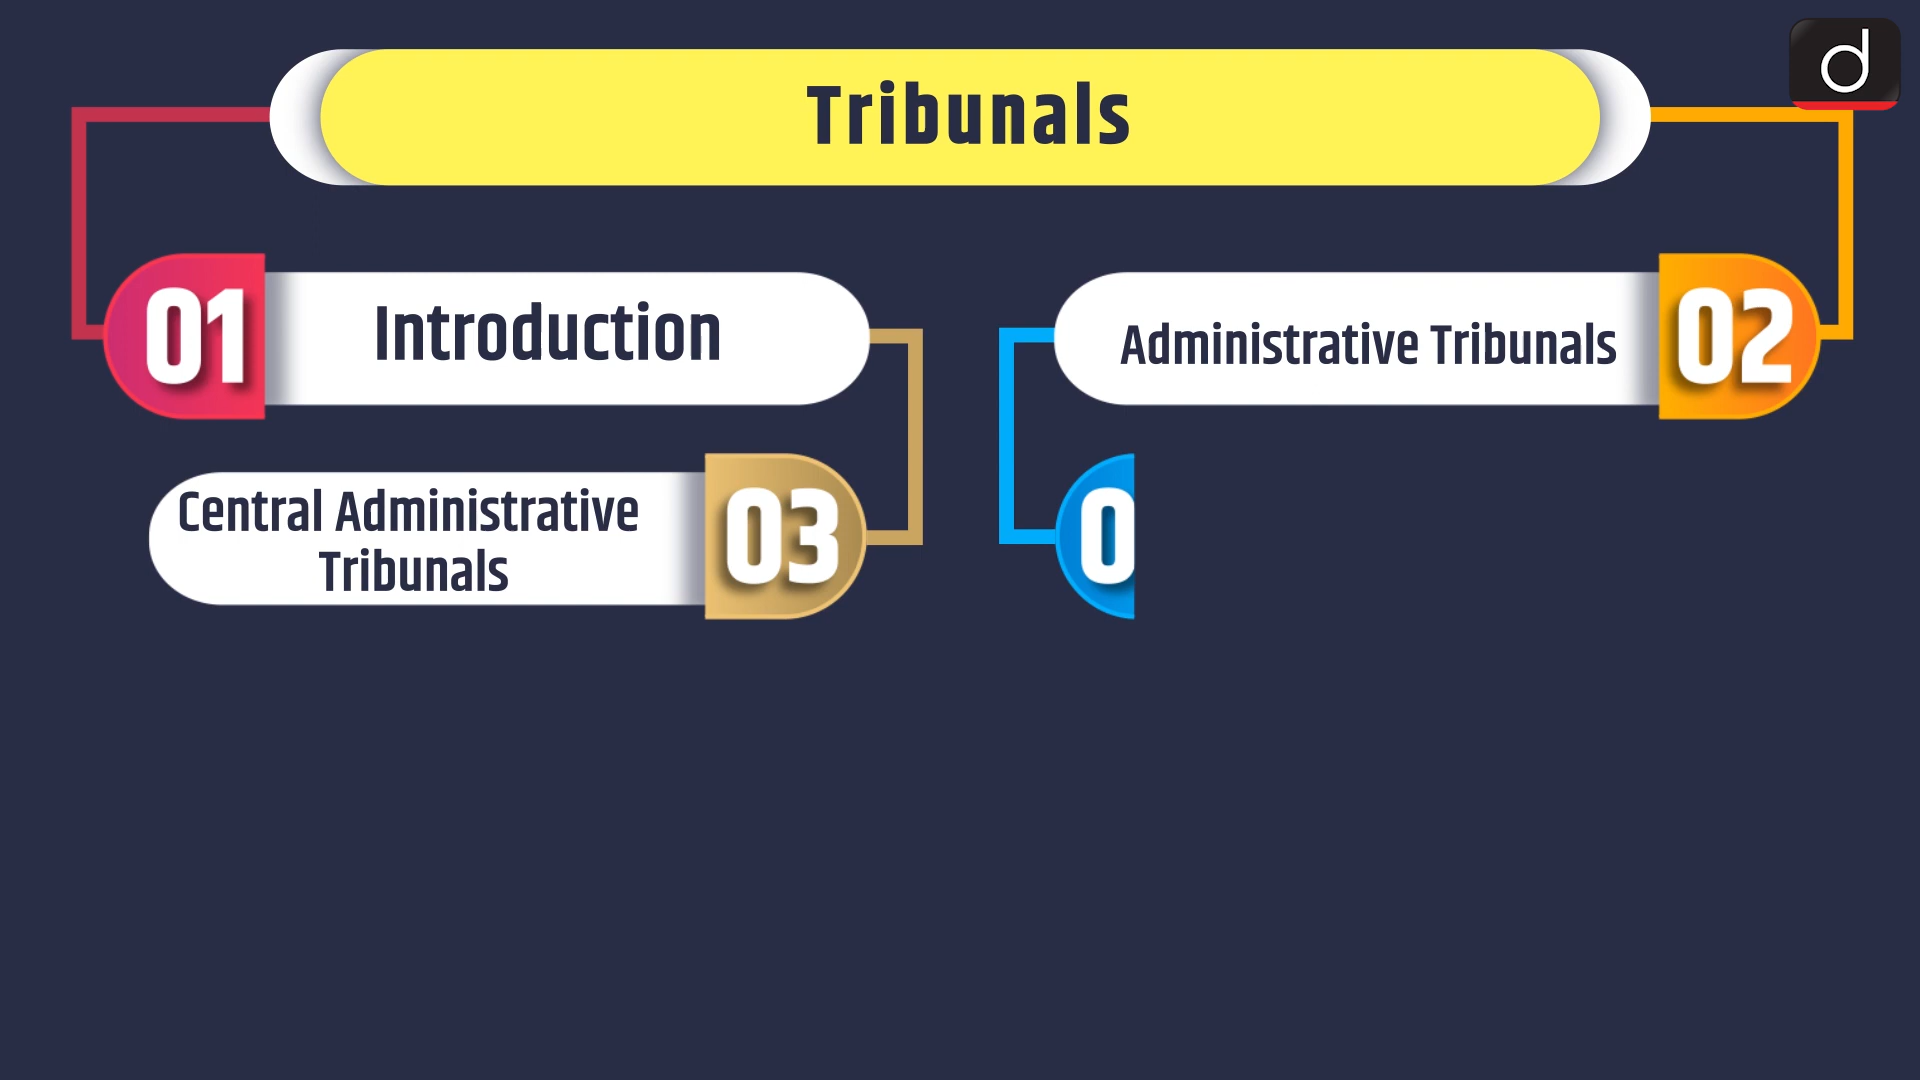 Tribunals
01 Introduction
Administrative Tribunals 02
Central Administrative
Tribunals
03
0
d